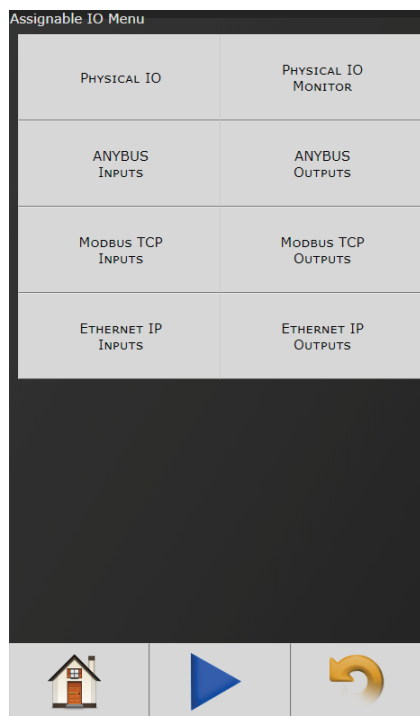 Assignable IO Menu
Physical IO
Physical IO
Monitor
ANYBUS
Inputs
ANYBUS
Outputs
Modbus TCP
Inputs
Modbus TCP
Outputs
Ethernet IP
Inputs
Ethernet IP
Outputs